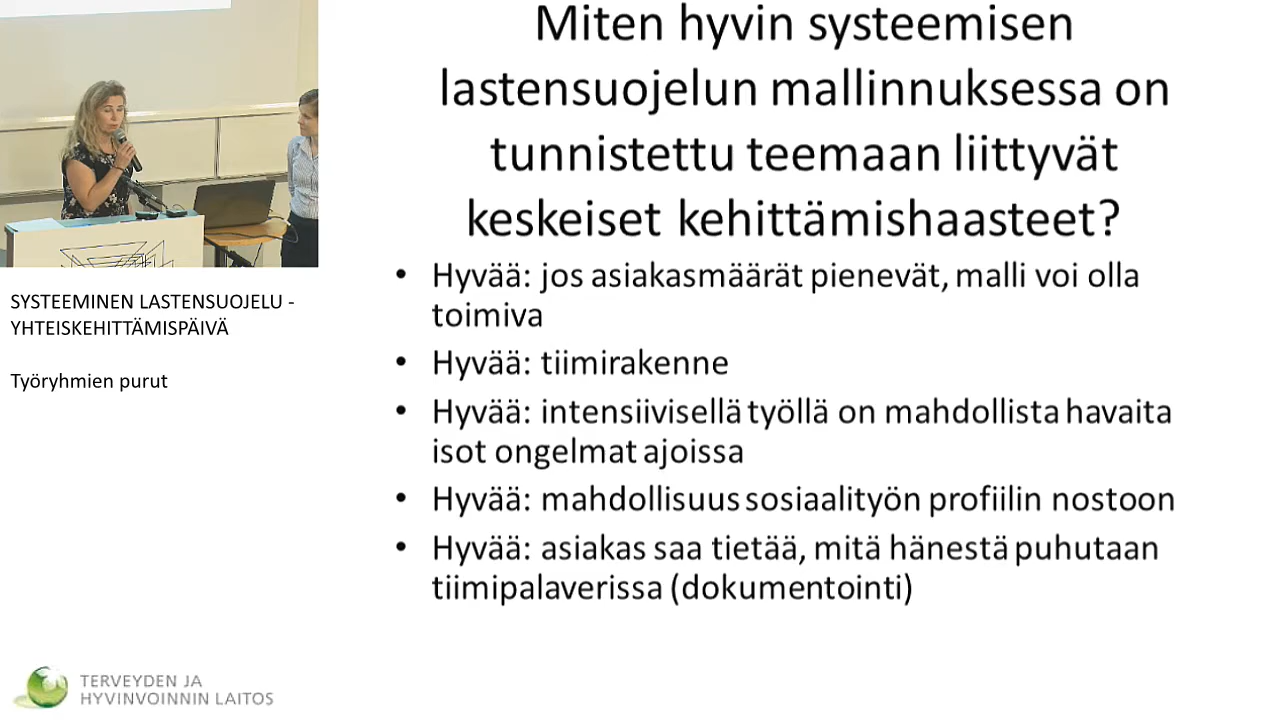 Miten hyvin systeemisen
lastensuojelun mallinnuksessa on
tunnistettu teemaan liittyvät
keskeiset kehittämishaasteet?
• Hyvää: jos asiakasmäärät pienevät, malli voi olla
toimiva
• Hyvää: tiimirakenne
• Hyvää: intensiivisellä työllä on mahdollista havaita
isot ongelmat ajoissa
• Hyvää: mahdollisuus sosiaalityön profiilin nostoon
• Hyvää: asiakas saa tietää, mitä hänestä puhutaan
tiimipalaverissa (dokumentointi)
SYSTEEMINEN LASTENSUOJELU -
YHTEISKEHITTÄMISPÄIVÄ
Työryhmien purut
TERVEYDEN JA
HYVINVOINNIN LAITOS